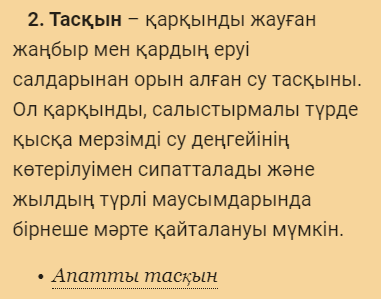 2. Тасқын – қарқынды жауған
жаңбыр мен қардың еруі
салдарынан орын алған су тасқыны.
Ол қарқынды, салыстырмалы түрде
қысқа мерзімді су деңгейінің
көтерілуімен сипатталады және
жылдың түрлі маусымдарында
бірнеше мәрте қайталануы мүмкін.
• Апатты тасқын